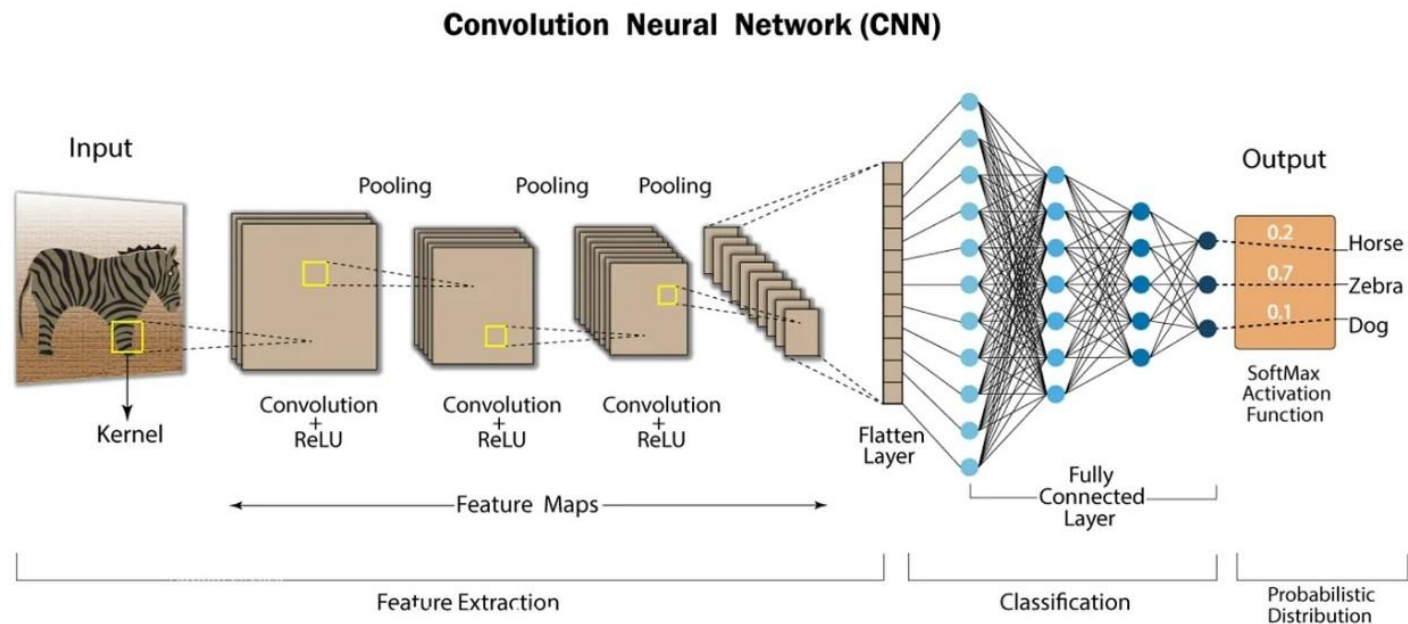 Convolution Neural Network (CNN)
Input
Pooling
Pooling
Pooling
Output
0.2
Horse
0.7
Zebra
0.1
Dog
Kernel
Convolution
+
ReLU
Convolution
+
ReLU
Convolution
+
ReLU
Flatten
Layer
SoftMax
Activation
Function
Feature Maps
Fully
Connected
Layer
Feature Extraction
Classification
Probabilistic
Distribution